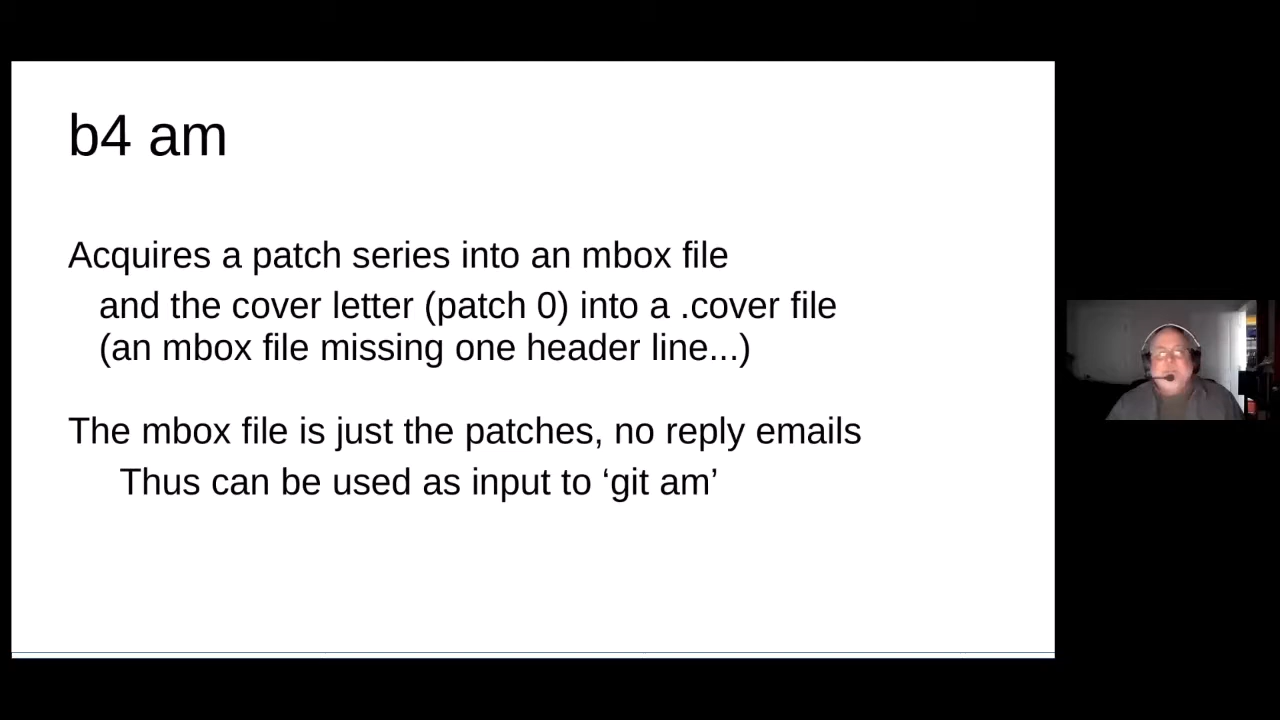 b4 am
Acquires a patch series into an mbox file
and the cover letter (patch 0) into a .cover file
(an mbox file missing one header line...)
The mbox file is just the patches, no reply emails
Thus can be used as input to ‘git am’